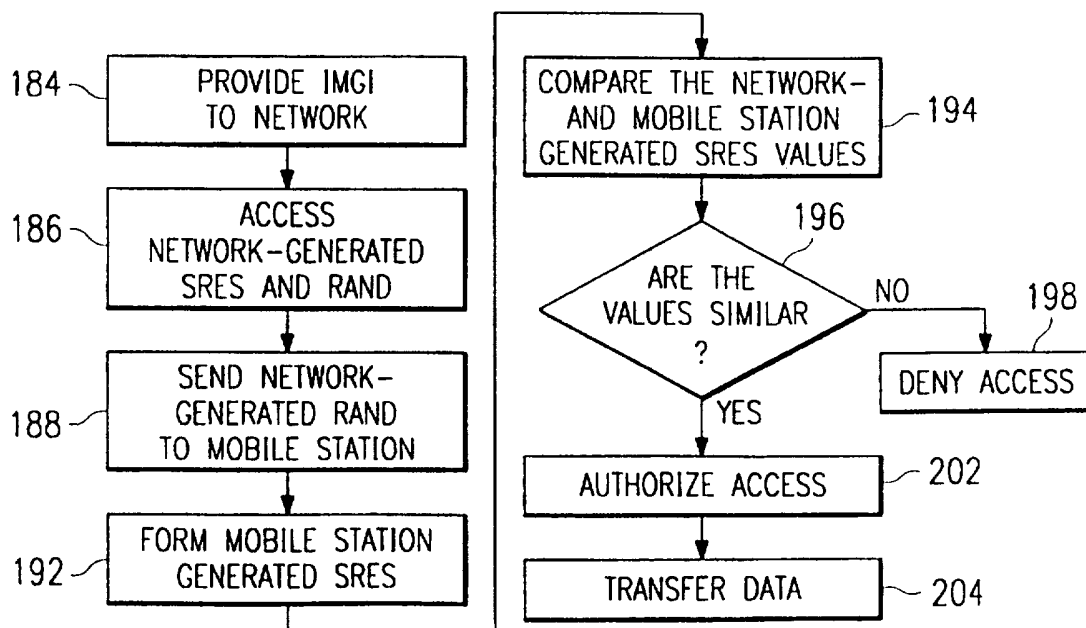 184
PROVIDE IMGI
TO NETWORK
186
ACCESS
NETWORK-GENERATED
SRES AND RAND
188
SEND NETWORK-
GENERATED RAND
TO MOBILE STATION
192
FORM MOBILE STATION
GENERATED SRES
COMPARE THE NETWORK-
AND MOBILE STATION
GENERATED SRES VALUES
194
196
ARE THE
VALUES SIMILAR
?
NO
198
DENY ACCESS
YES
AUTHORIZE ACCESS
202
TRANSFER DATA
204